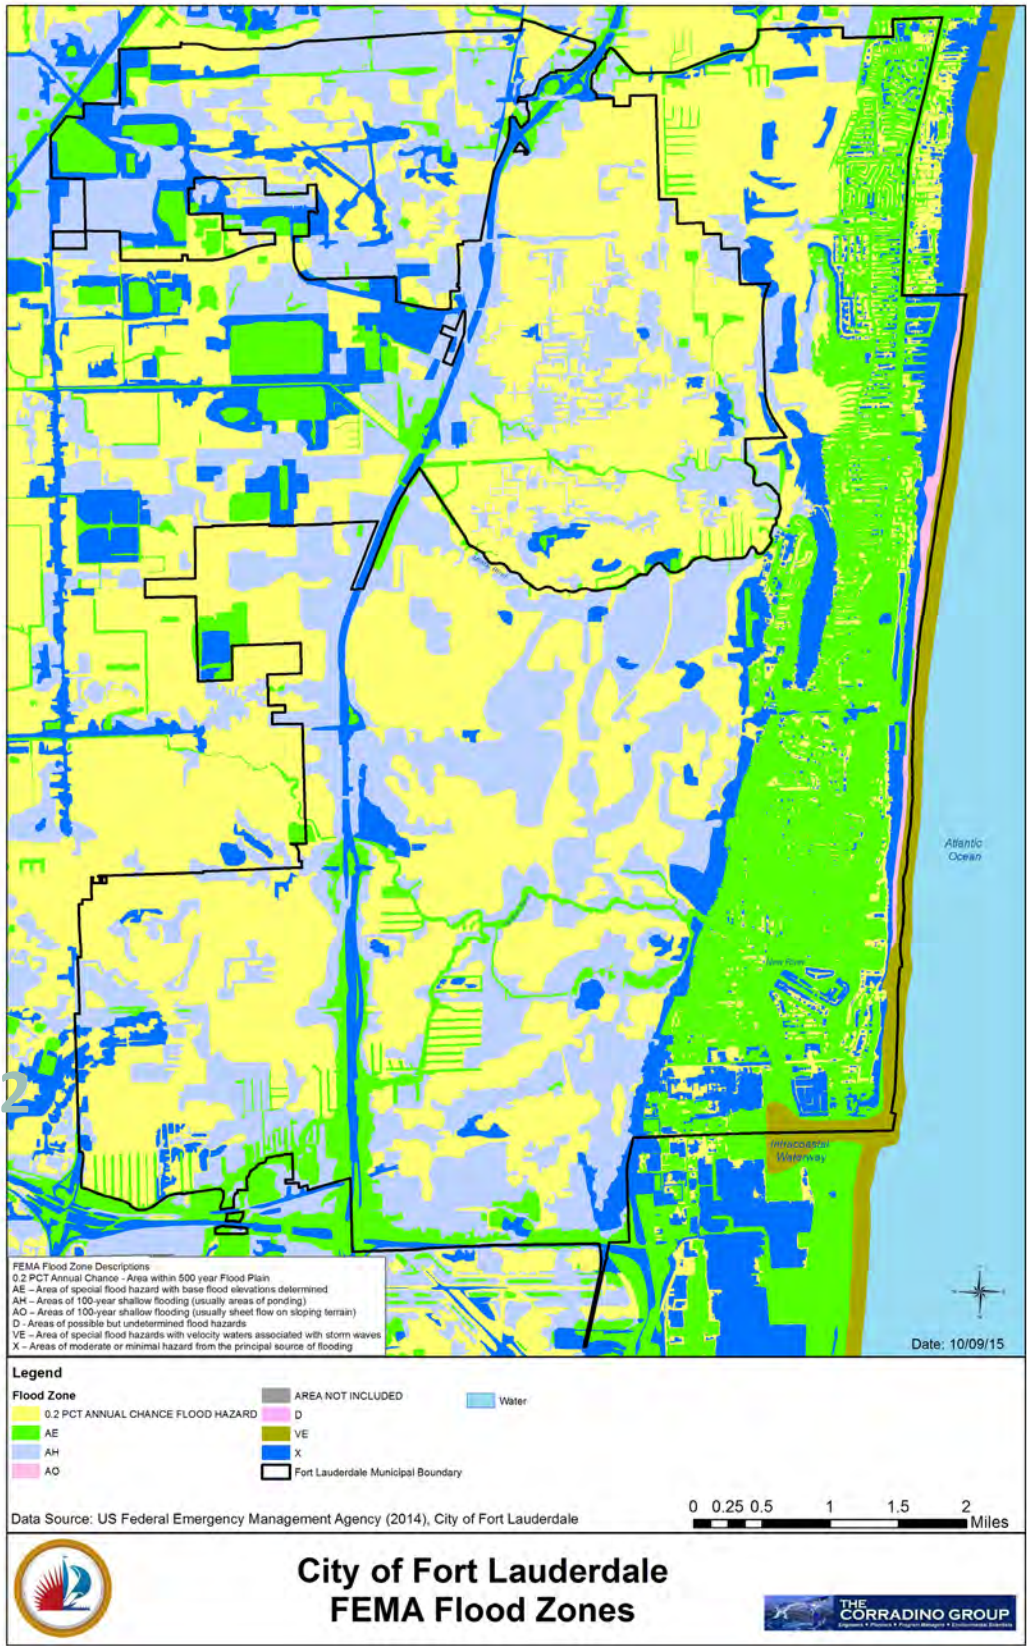 Atlantic
Ocean
New River
2
Intracoastal
Waterway
FEMA Flood Zone Descriptions
0.2 PCT Annual Chance - Area within 500 year Flood Plain
AE – Area of special flood hazard with base flood elevations determined
AH – Areas of 100-year shallow flooding (usually areas of ponding)
AO – Areas of 100-year shallow flooding (usually sheet flow on sloping terrain)
D - Areas of possible but undetermined flood hazards
VE – Area of special flood hazards with velocity waters associated with storm waves
X – Areas of moderate or minimal hazard from the principal source of flooding
Date: 10/09/15
Legend
Flood Zone
0.2 PCT ANNUAL CHANCE FLOOD HAZARD
AE
AH
AO
AREA NOT INCLUDED
D
VE
X
Fort Lauderdale Municipal Boundary
Water
Data Source: US Federal Emergency Management Agency (2014), City of Fort Lauderdale
0 0.25 0.5 1 1.5 2
Miles
City of Fort Lauderdale
FEMA Flood Zones
THE
CORRADINO GROUP
Engineers • Planners • Program Managers • Environmental Scientists